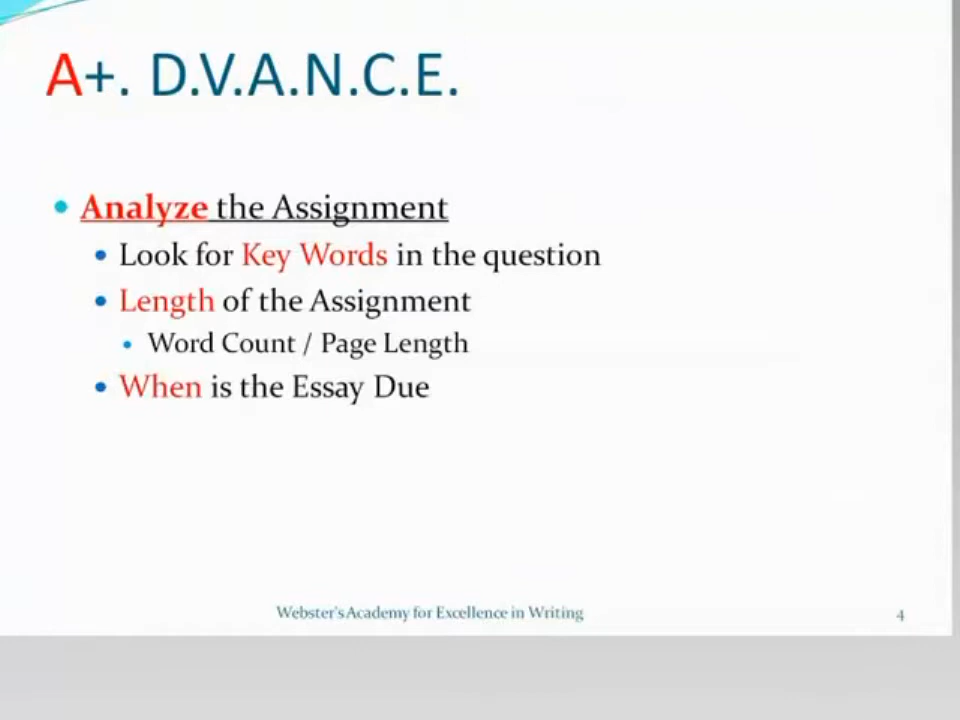 A+. D.V.A.N.C.E.
Analyze the Assignment
Look for Key Words in the question
Length of the Assignment
Word Count / Page Length
When is the Essay Due
Webster's Academy for Excellence in Writing
4